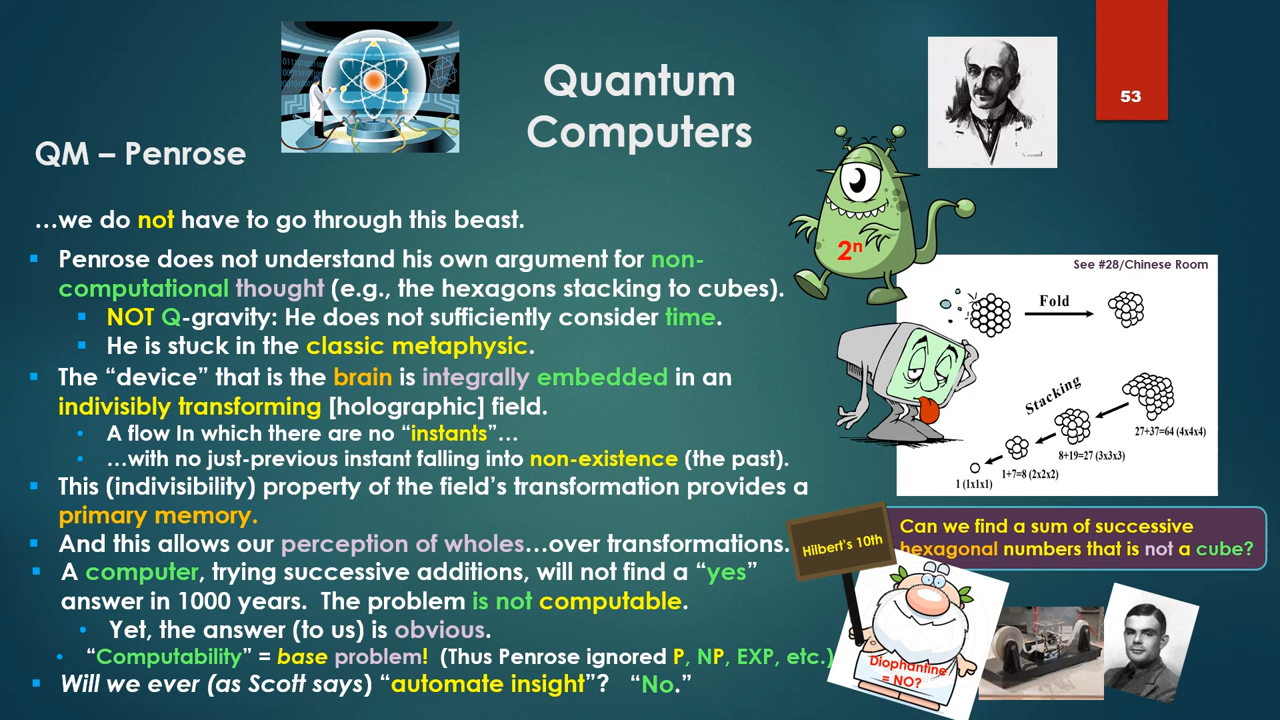 Quantum
Computers
53
QM – Penrose
…we do not have to go through this beast.
2ⁿ
Penrose does not understand his own argument for non-
computational thought (e.g., the hexagons stacking to cubes).
NOT Q-gravity: He does not sufficiently consider time.
He is stuck in the classic metaphysic.
The “device” that is the brain is integrally embedded in an
indivisibly transforming [holographic] field.
A flow In which there are no “instants”…
…with no just-previous instant falling into non-existence (the past).
This (indivisibility) property of the field’s transformation provides a
primary memory.
And this allows our perception of wholes…over transformations.
A computer, trying successive additions, will not find a “yes”
answer in 1000 years. The problem is not computable.
Yet, the answer (to us) is obvious.
“Computability” = base problem! (Thus Penrose ignored P, NP, EXP, etc.)
Will we ever (as Scott says) “automate insight”? “No.”
See #28/Chinese Room
Fold
Stacking
27+37=64 (4x4x4)
8+19=27 (3x3x3)
1+7=8 (2x2x2)
1 (1x1x1)
Hilbert's 10th
Can we find a sum of successive
hexagonal numbers that is not a cube?
Diophantine
= NO?